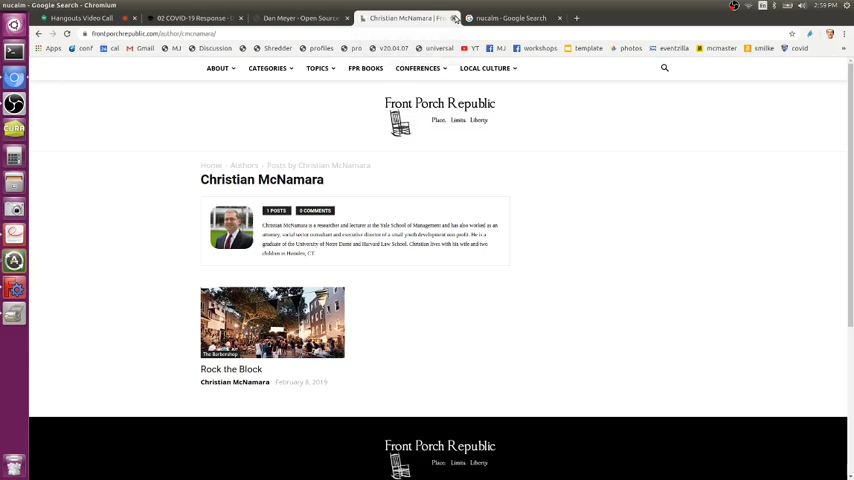 nucalm - Google Search - Chromium
En
2:59 PM
Hangouts Video Call
02 COVID-19 Response -
Dan Meyer - Open Source
Christian McNamara |
nucalm - Google Search
frontporchrepublic.com/author/cmcnamara/
Apps
conf
cal
Gmail
MJ
Discussion
Shredder
profiles
v20.04.07
pro
universal
YT
MJ
workshops
template
photos
eventzilla
mcmaster
smilke
covid
ABOUT
CATEGORIES
TOPICS
FPR BOOKS
CONFERENCES
LOCAL CULTURE
Front Porch Republic
Place. Limits. Liberty
Home › Authors › Posts by Christian McNamara
Christian McNamara
1 POSTS
0 COMMENTS
Christian McNamara is a researcher and lecturer at the Yale School of Management and has also worked as an
attorney, social sector consultant and executive director of a small youth development non profit. He is a
graduate of the University of Notre Dame and Harvard Law School. Christian lives with his wife and two
children in Hamden, CT.
The Barbershop
Rock the Block
Christian McNamara February 8, 2019
Front Porch Republic
Place. Limits. Liberty
CURA